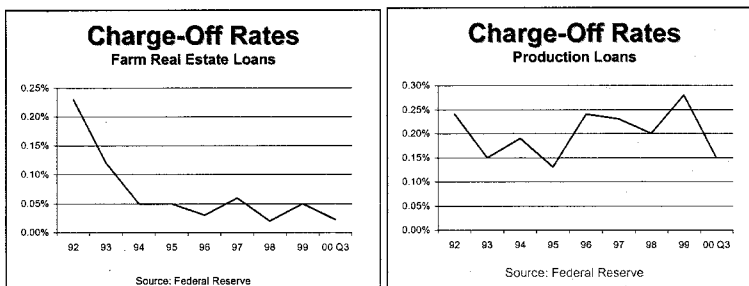 Charge-Off Rates
Farm Real Estate Loans
0.25%
0.20%
0.15%
0.10%
0.05%
0.00%
92 93 94 95 96 97 98 99 00 Q3
Source: Federal Reserve
Charge-Off Rates
Production Loans
0.30%
0.25%
0.20%
0.15%
0.10%
0.05%
0.00%
92 93 94 95 96 97 98 99 00 Q3
Source: Federal Reserve